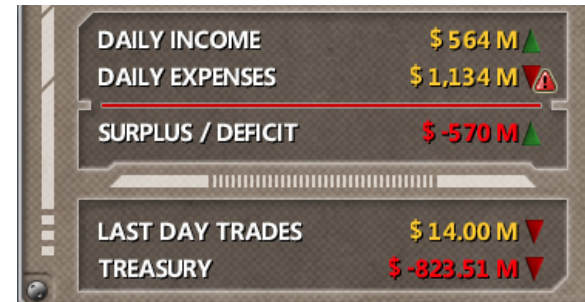 DAILY INCOME $ 564 M
DAILY EXPENSES $ 1,134 M
SURPLUS / DEFICIT $ -570 M
LAST DAY TRADES $ 14.00 M
TREASURY $ -823.51 M